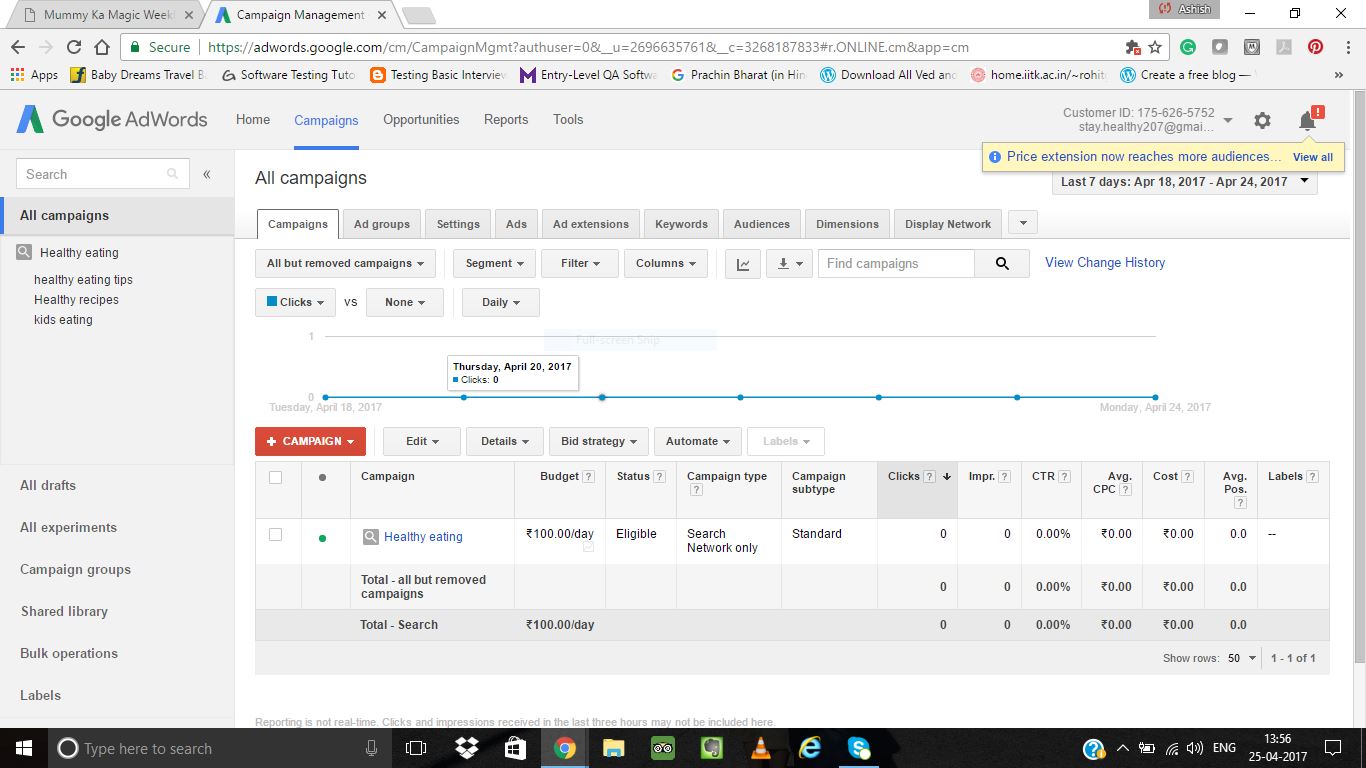 Mummy Ka Magic Week
Campaign Management
Ashish
Secure
https://adwords.google.com/cm/CampaignMgmt?authuser=0&__u=2696635761&__c=3268187833#r.ONLINE.cm&app=cm
Apps
Baby Dreams Travel B
Software Testing Tuto
Testing Basic Interview
Entry-Level QA Softwa
Prachin Bharat (in Hin
Download All Ved and
home.iitk.ac.in/~rohit
Create a free blog —
»
Google AdWords
Home
Campaigns
Opportunities
Reports
Tools
Customer ID: 175-626-5752
stay.healthy207@gmai...
!
Price extension now reaches more audiences...
View all
Search
«
All campaigns
Healthy eating
healthy eating tips
Healthy recipes
kids eating
All drafts
All experiments
Campaign groups
Shared library
Bulk operations
Labels
All campaigns
Last 7 days: Apr 18, 2017 - Apr 24, 2017
Campaigns
Ad groups
Settings
Ads
Ad extensions
Keywords
Audiences
Dimensions
Display Network
All but removed campaigns
Segment
Filter
Columns
Find campaigns
View Change History
Clicks
VS
None
Daily
1
Full-screen Snip
Thursday, April 20, 2017
Clicks: 0
0
Tuesday, April 18, 2017
Monday, April 24, 2017
+ CAMPAIGN
Edit
Details
Bid strategy
Automate
Labels
Campaign
Budget ?
Status ?
Campaign type ?
Campaign subtype
Clicks ?
Impr. ?
CTR ?
Avg. CPC ?
Cost ?
Avg. Pos. ?
Labels ?
Healthy eating
₹100.00/day
Eligible
Search Network only
Standard
0
0
0.00%
₹0.00
₹0.00
0.0
--
Total - all but removed campaigns
0
0
0.00%
₹0.00
₹0.00
0.0
Total - Search
₹100.00/day
0
0
0.00%
₹0.00
₹0.00
0.0
Show rows: 50
1 - 1 of 1
Reporting is not real-time. Clicks and impressions received in the last three hours may not be included here.
Type here to search
ENG
13:56
25-04-2017